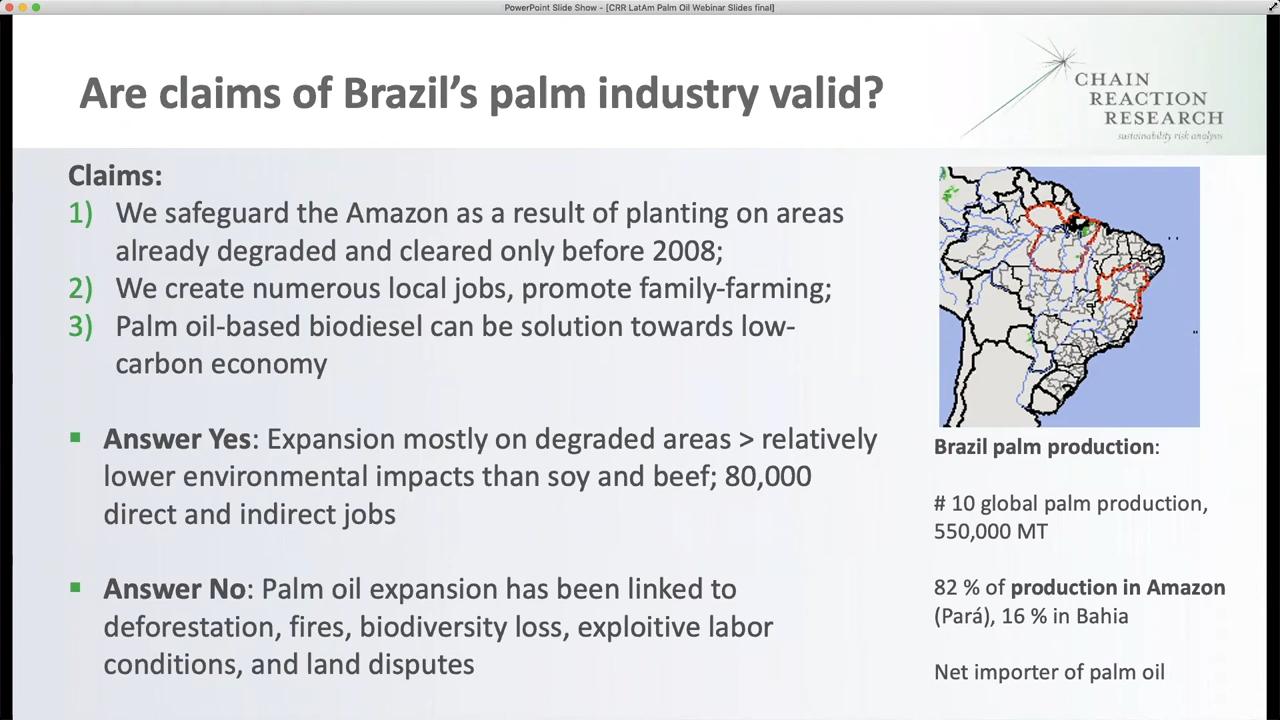 PowerPoint Slide Show - [CRR LatAm Palm Oil Webinar Slides final]
Are claims of Brazil's palm industry valid?
CHAIN
REACTION
RESEARCH
sustainability risk analysis
Claims:
1) We safeguard the Amazon as a result of planting on areas
already degraded and cleared only before 2008;
2) We create numerous local jobs, promote family-farming;
3) Palm oil-based biodiesel can be solution towards low-
carbon economy
▪ Answer Yes: Expansion mostly on degraded areas > relatively
lower environmental impacts than soy and beef; 80,000
direct and indirect jobs
▪ Answer No: Palm oil expansion has been linked to
deforestation, fires, biodiversity loss, exploitive labor
conditions, and land disputes
Brazil palm production:
# 10 global palm production,
550,000 MT
82 % of production in Amazon
(Pará), 16 % in Bahia
Net importer of palm oil